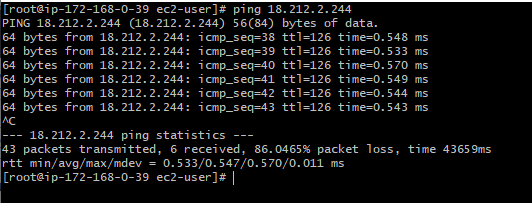 [root@ip-172-168-0-39 ec2-user]# ping 18.212.2.244
PING 18.212.2.244 (18.212.2.244) 56(84) bytes of data.
64 bytes from 18.212.2.244: icmp_seq=38 ttl=126 time=0.548 ms
64 bytes from 18.212.2.244: icmp_seq=39 ttl=126 time=0.533 ms
64 bytes from 18.212.2.244: icmp_seq=40 ttl=126 time=0.570 ms
64 bytes from 18.212.2.244: icmp_seq=41 ttl=126 time=0.549 ms
64 bytes from 18.212.2.244: icmp_seq=42 ttl=126 time=0.544 ms
64 bytes from 18.212.2.244: icmp_seq=43 ttl=126 time=0.543 ms
^C
--- 18.212.2.244 ping statistics ---
43 packets transmitted, 6 received, 86.0465% packet loss, time 43659ms
rtt min/avg/max/mdev = 0.533/0.547/0.570/0.011 ms
[root@ip-172-168-0-39 ec2-user]#